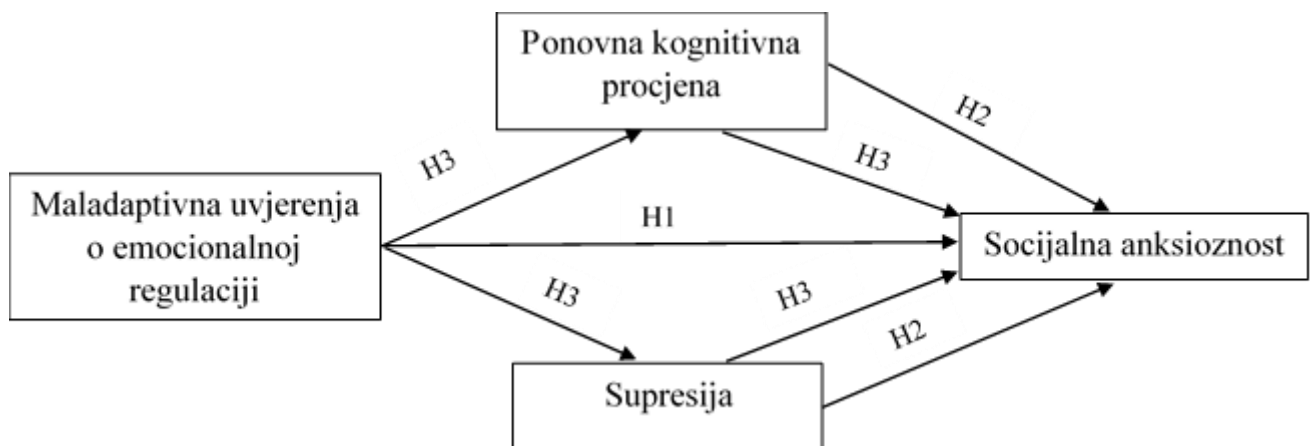 Ponovna kognitivna
procjena
H2
H3
H3
Maladaptivna uvjerenja
o emocionalnoj
regulaciji
H1
Socijalna anksioznost
H3
H3
H2
Supresija